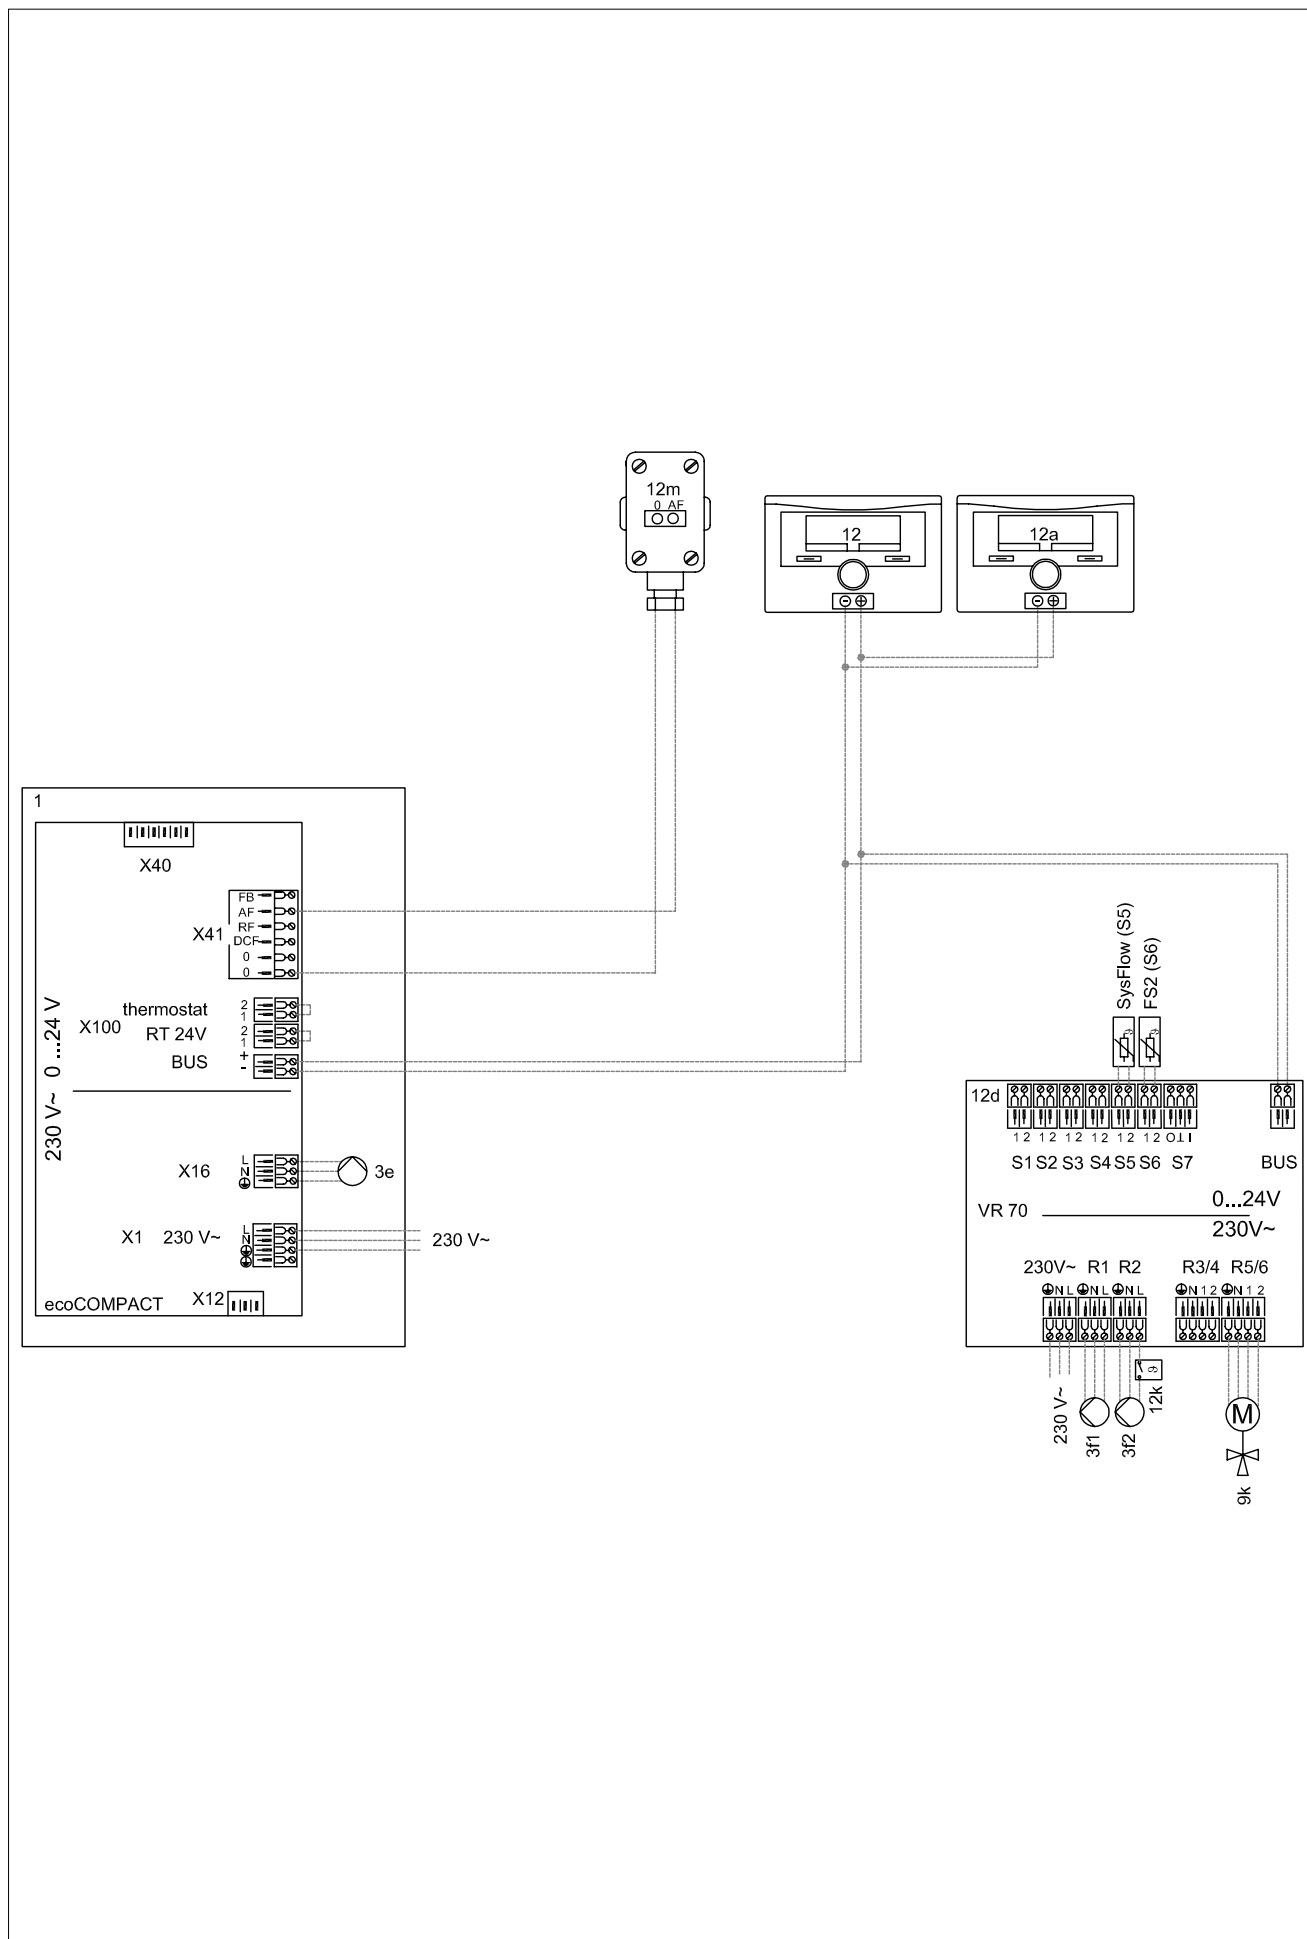 12m
0 AF
12
12a
1
X40
FB
AF
X41
RF
DCF
0
0
0 ...24 V
230 V~
X100
thermostat
2
1
RT 24V
2
1
BUS
+
-
X16
L
N
3e
X1
230 V~
L
N
230 V~
X12
ecoCOMPACT
SysFlow (S5)
FS2 (S6)
12d
1 2
1 2
1 2
1 2
1 2
1 2
O T I
S1 S2 S3 S4 S5 S6 S7
BUS
VR 70
0...24V
230V~
230V~ R1 R2 R3/4 R5/6
N L
N L
N L
N 1 2
N 1 2
230 V~
3f1
3f2
ϑ
12k
M
9k